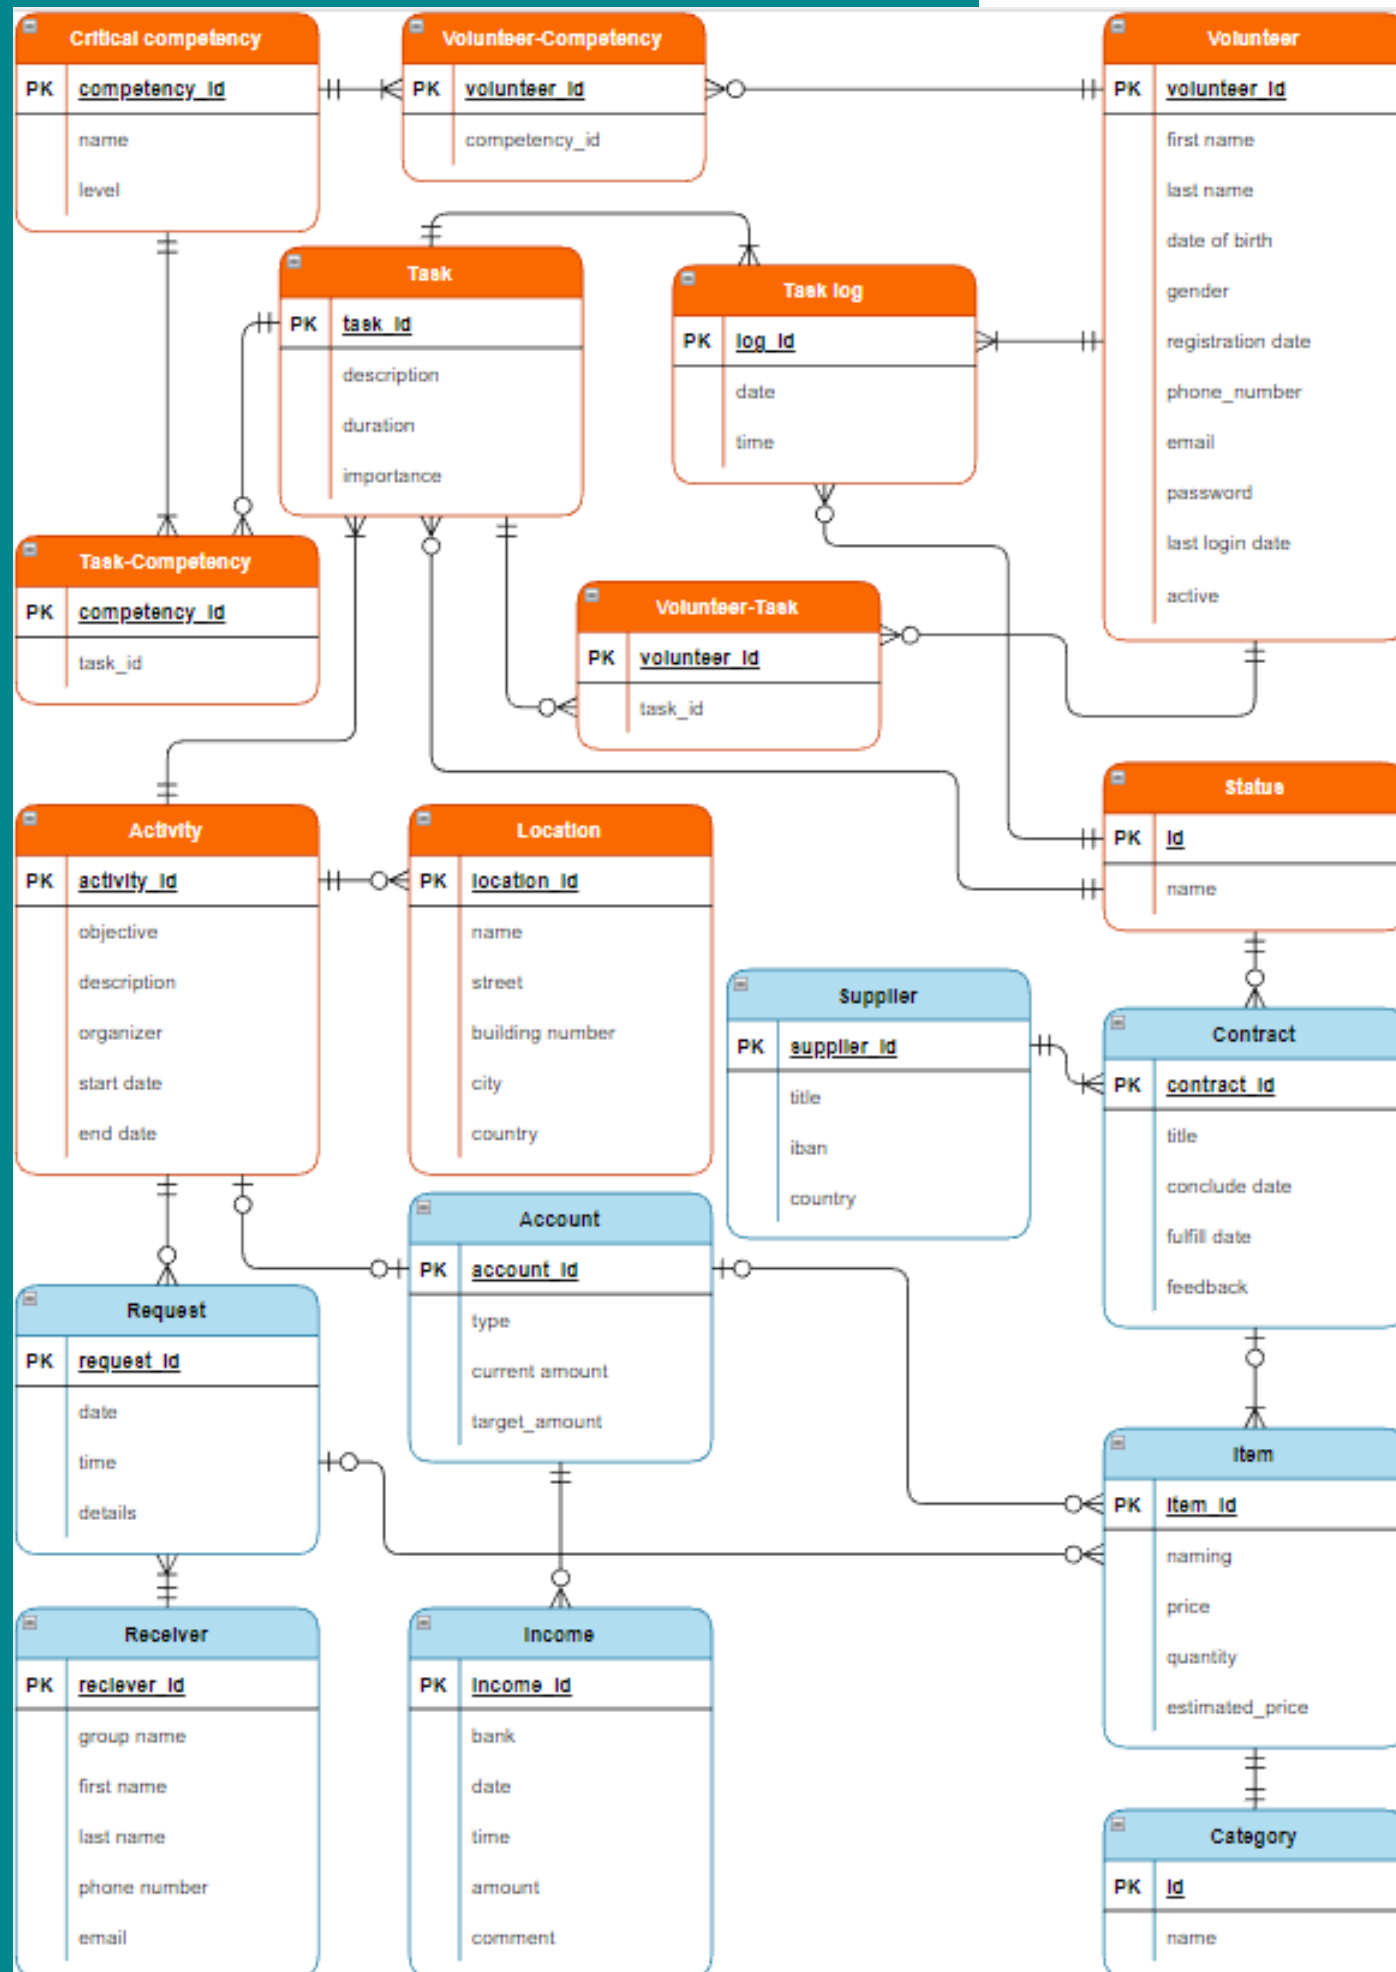 Critical competency
PK competency_id
name
level
Volunteer-Competency
PK volunteer_id
competency_id
Volunteer
PK volunteer_id
first name
last name
date of birth
gender
registration date
phone_number
email
password
last login date
active
Task
PK task_id
description
duration
importance
Task log
PK log_id
date
time
Task-Competency
PK competency_id
task_id
Volunteer-Task
PK volunteer_id
task_id
Status
PK id
name
Activity
PK activity_id
objective
description
organizer
start date
end date
Location
PK location_id
name
street
building number
city
country
Supplier
PK supplier_id
title
iban
country
Contract
PK contract_id
title
conclude date
fulfill date
feedback
Account
PK account_id
type
current amount
target_amount
Request
PK request_id
date
time
details
Item
PK item_id
naming
price
quantity
estimated_price
Receiver
PK reciever_id
group name
first name
last name
phone number
email
Income
PK income_id
bank
date
time
amount
comment
Category
PK id
name